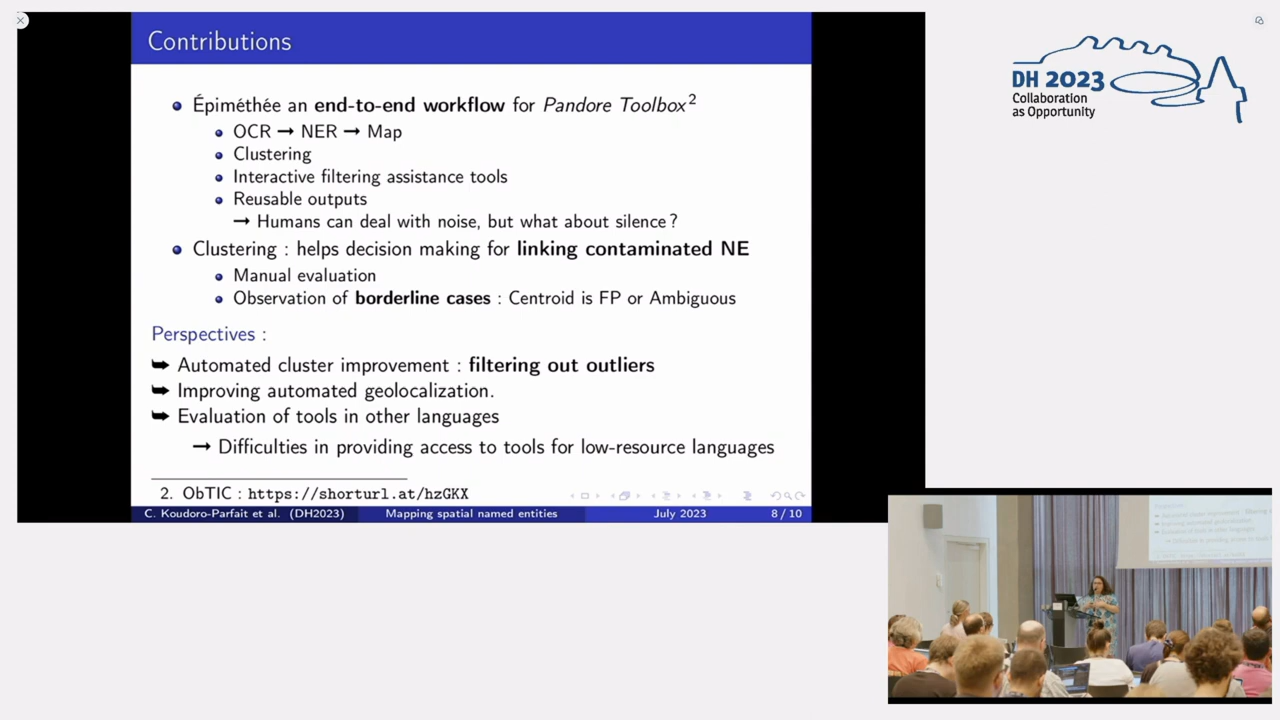 Contributions
Épiméthée an end-to-end workflow for Pandore Toolbox 2
OCR → NER → Map
Clustering
Interactive filtering assistance tools
Reusable outputs
→ Humans can deal with noise, but what about silence ?
Clustering : helps decision making for linking contaminated NE
Manual evaluation
Observation of borderline cases : Centroid is FP or Ambiguous
Perspectives :
➥ Automated cluster improvement : filtering out outliers
➥ Improving automated geolocalization.
➥ Evaluation of tools in other languages
→ Difficulties in providing access to tools for low-resource languages
2. ObTIC : https://shorturl.at/hzGKX
C. Koudoro-Parfait et al. (DH2023) Mapping spatial named entities July 2023 8 / 10
DH 2023
Collaboration
as Opportunity